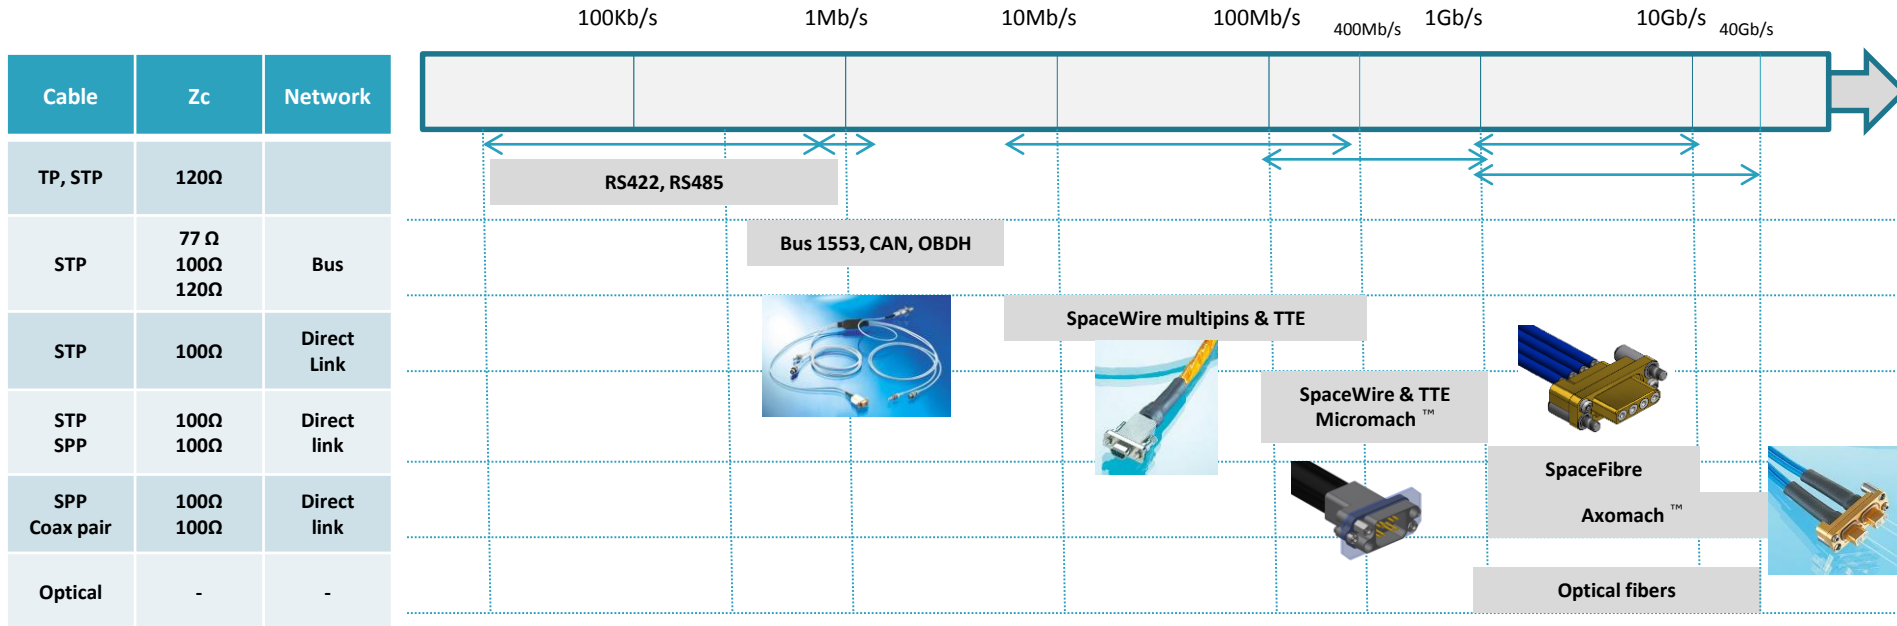 100Kb/s 1Mb/s 10Mb/s 100Mb/s 400Mb/s 1Gb/s 10Gb/s 40Gb/s
Cable Zc Network
TP, STP 120Ω
RS422, RS485
STP
77 Ω
100Ω
120Ω
Bus
Bus 1553, CAN, OBDH
STP 100Ω
Direct
Link
SpaceWire multipins & TTE
STP
SPP
100Ω
100Ω
Direct
link
SpaceWire & TTE
Micromach ™
SPP
Coax pair
100Ω
100Ω
Direct
link
SpaceFibre
Axomach ™
Optical - -
Optical fibers